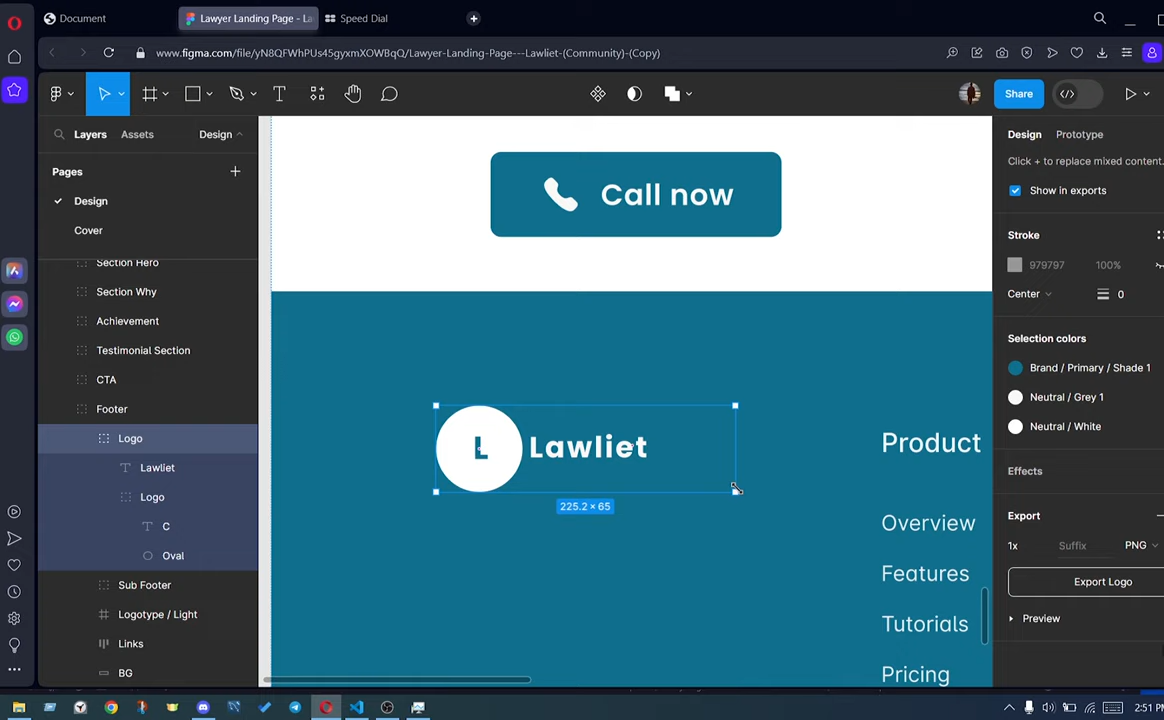 Document
Lawyer Landing Page - La
Speed Dial
www.figma.com/file/yN8QFWhPUs45gyxmXOWBqQ/Lawyer-Landing-Page---Lawliet-(Community)-(Copy)
Share
Layers
Assets
Design
Pages
Design
Cover
Section Hero
Section Why
Achievement
Testimonial Section
CTA
Footer
Logo
Lawliet
Logo
C
Oval
Sub Footer
Logotype / Light
Links
BG
Call now
L
Lawliet
225.2 × 65
Product
Overview
Features
Tutorials
Pricing
Design
Prototype
Click + to replace mixed content.
Show in exports
Stroke
979797
100%
Center
0
Selection colors
Brand / Primary / Shade 1
Neutral / Grey 1
Neutral / White
Effects
Export
1x
Suffix
PNG
Export Logo
Preview
2:51 PM